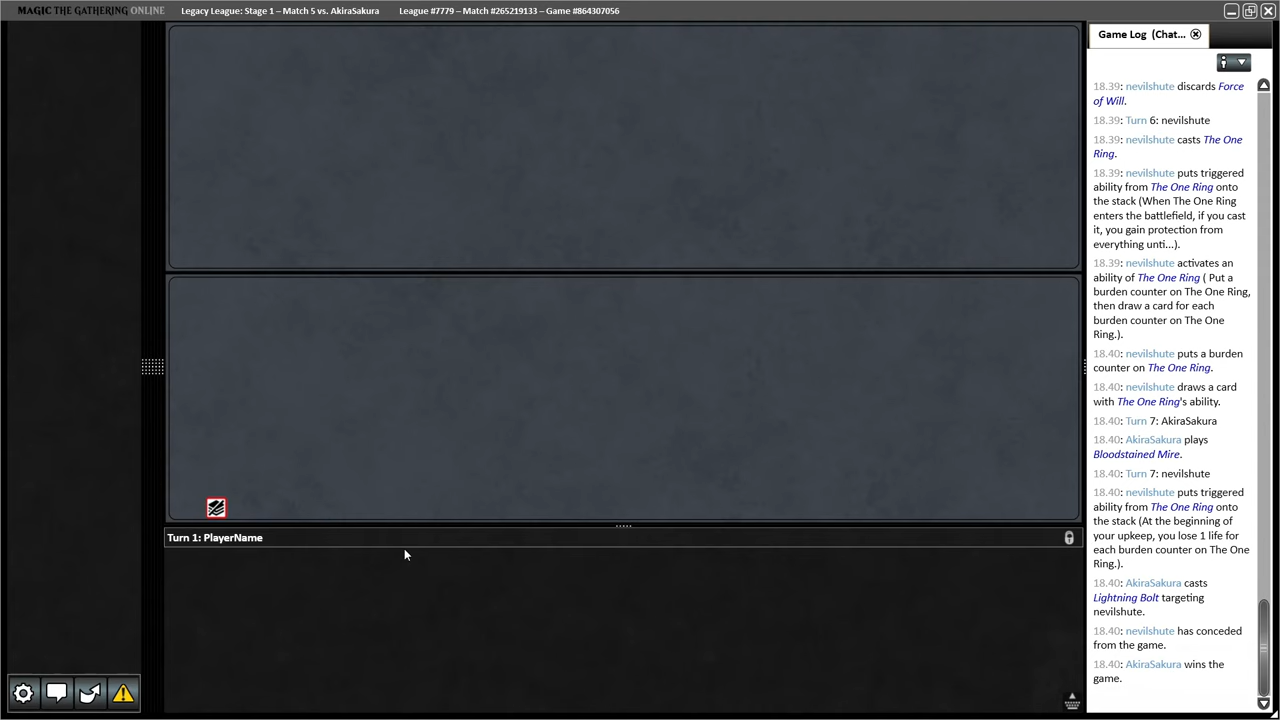 MAGIC THE GATHERING ONLINE
Legacy League: Stage 1 – Match 5 vs. AkiraSakura
League #7779 – Match #265219133 – Game #864307056
Game Log (Chat...
18.39: nevilshute discards Force
of Will.
18.39: Turn 6: nevilshute
18.39: nevilshute casts The One
Ring.
18.39: nevilshute puts triggered
ability from The One Ring onto
the stack (When The One Ring
enters the battlefield, if you cast
it, you gain protection from
everything unti...).
18.39: nevilshute activates an
ability of The One Ring ( Put a
burden counter on The One Ring,
then draw a card for each
burden counter on The One
Ring.).
18.40: nevilshute puts a burden
counter on The One Ring.
18.40: nevilshute draws a card
with The One Ring's ability.
18.40: Turn 7: AkiraSakura
18.40: AkiraSakura plays
Bloodstained Mire.
18.40: Turn 7: nevilshute
18.40: nevilshute puts triggered
ability from The One Ring onto
the stack (At the beginning of
your upkeep, you lose 1 life for
each burden counter on The One
Ring.).
18.40: AkiraSakura casts
Lightning Bolt targeting
nevilshute.
18.40: nevilshute has conceded
from the game.
18.40: AkiraSakura wins the
game.
Turn 1: PlayerName